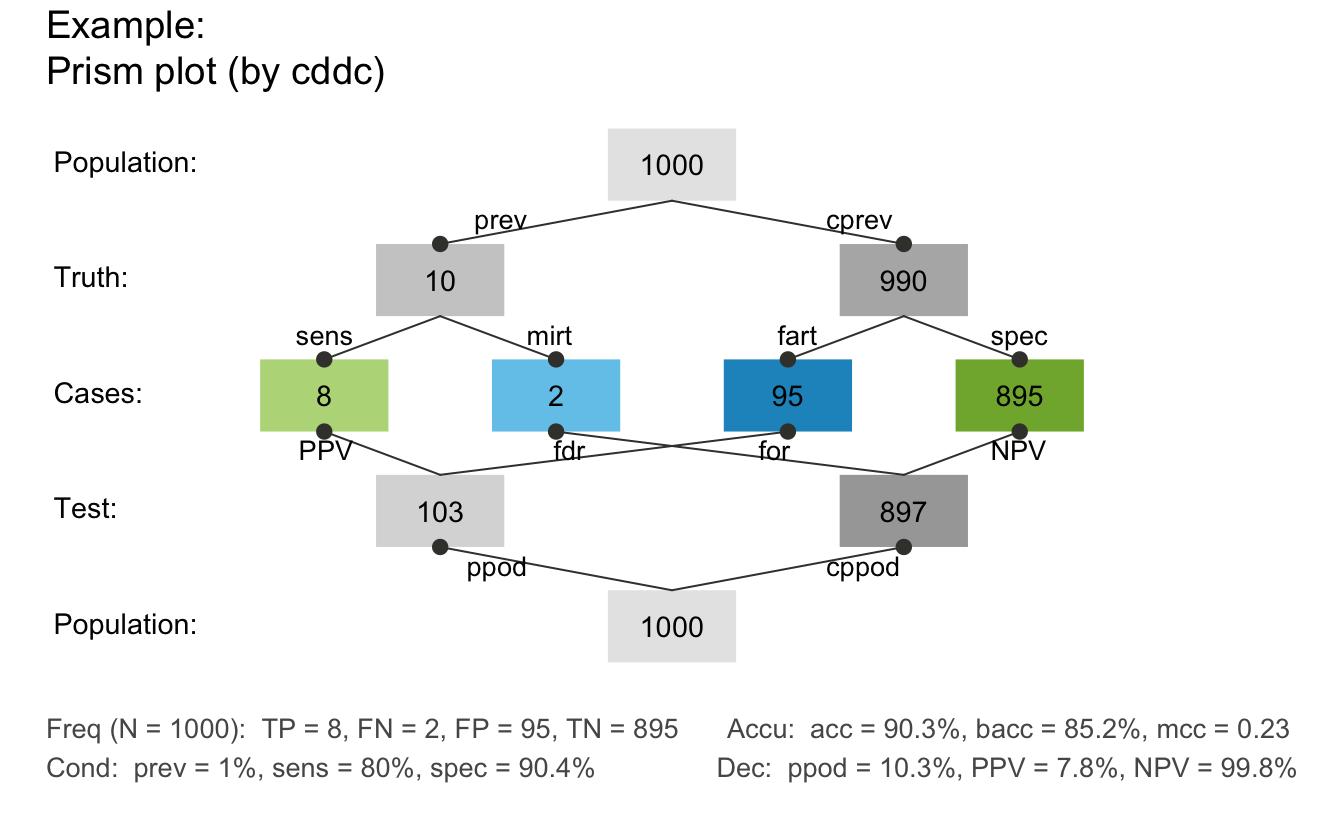 Example:
Prism plot (by cddc)
Population:
1000
prev
cprev
Truth:
10
990
sens
mirt
fart
spec
Cases:
8
2
95
895
PPV
fdr
for
NPV
Test:
103
897
ppod
cppod
Population:
1000
Freq (N = 1000):  TP = 8, FN = 2, FP = 95, TN = 895
Accu:  acc = 90.3%, bacc = 85.2%, mcc = 0.23
Cond:  prev = 1%, sens = 80%, spec = 90.4%
Dec:  ppod = 10.3%, PPV = 7.8%, NPV = 99.8%